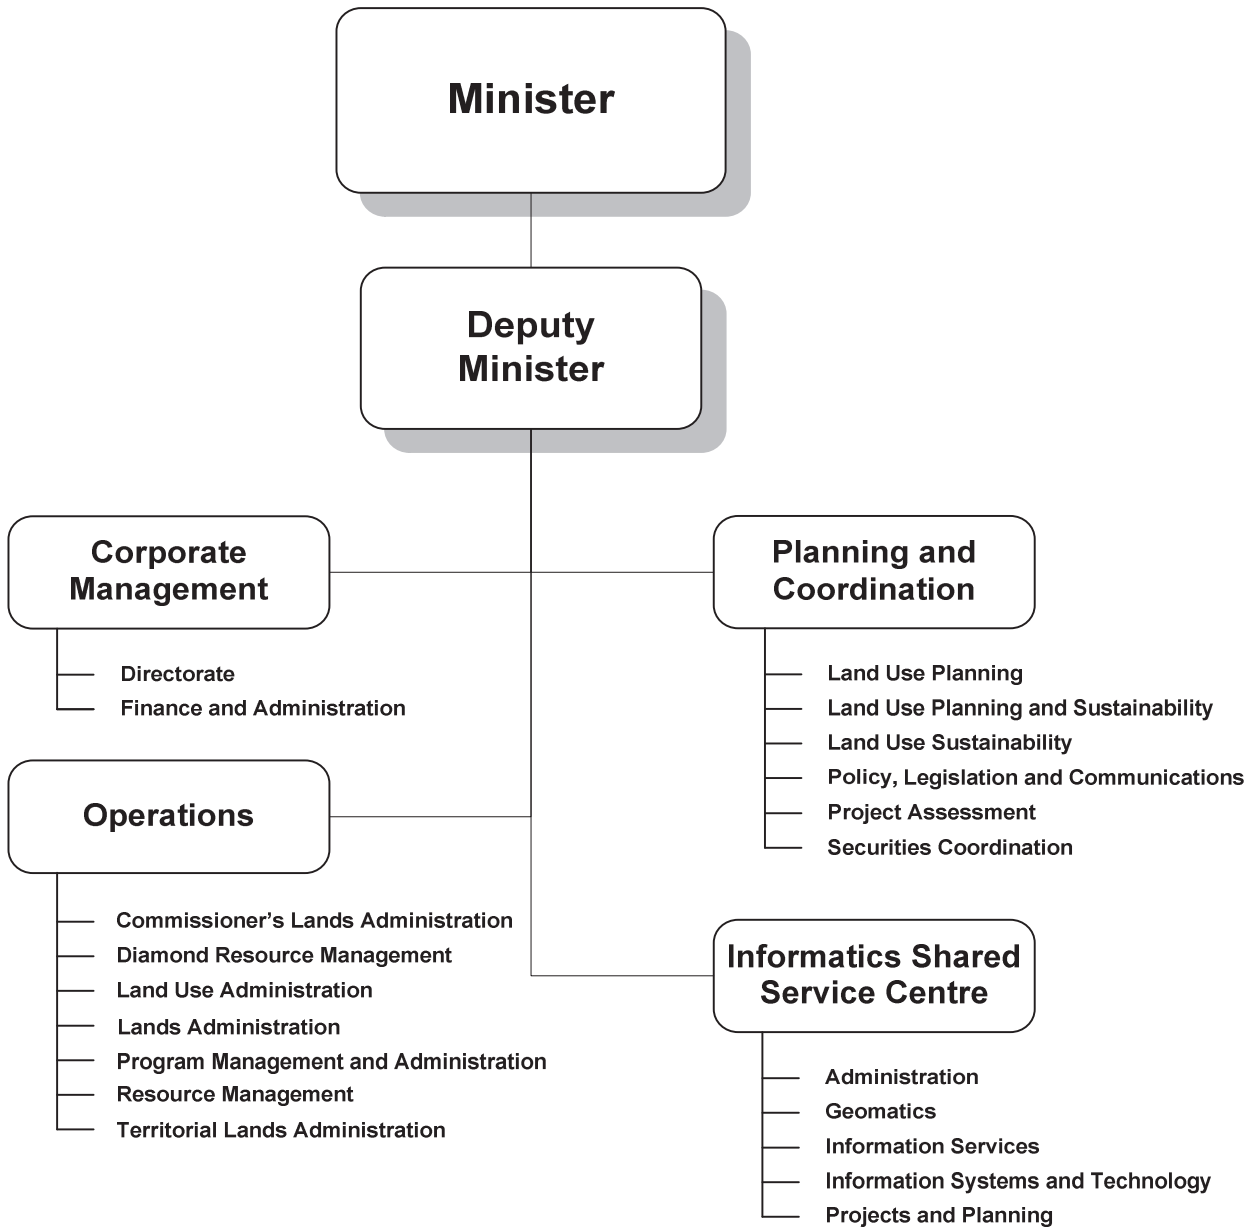 Minister
Deputy
Minister
Corporate
Management
Directorate
Finance and Administration
Operations
Commissioner’s Lands Administration
Diamond Resource Management
Land Use Administration
Lands Administration
Program Management and Administration
Resource Management
Territorial Lands Administration
Planning and
Coordination
Land Use Planning
Land Use Planning and Sustainability
Land Use Sustainability
Policy, Legislation and Communications
Project Assessment
Securities Coordination
Informatics Shared
Service Centre
Administration
Geomatics
Information Services
Information Systems and Technology
Projects and Planning